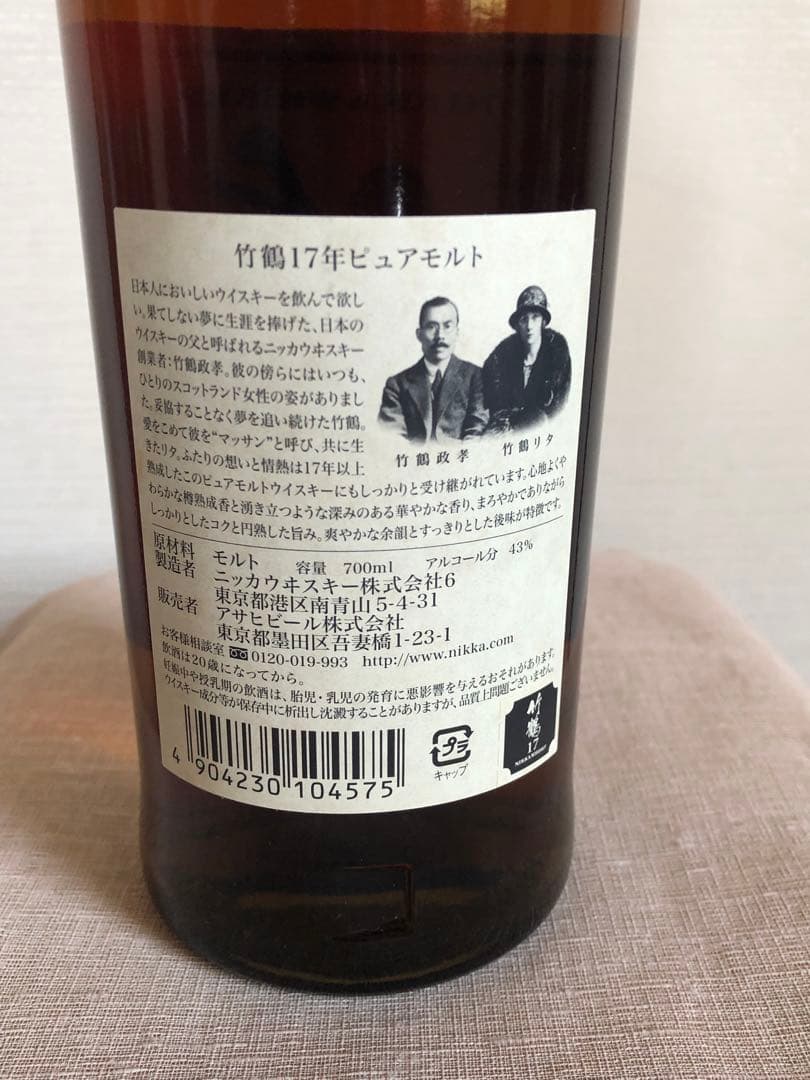 竹鶴17年ピュアモルト
日本人においしいウイスキーを飲んで欲し
い。果てしない夢に生涯を捧げた、日本の
ウイスキーの父と呼ばれるニッカウヰスキー
創業者:竹鶴政孝。彼の傍らにはいつも、
ひとりのスコットランド女性の姿がありまし
た。妥協することなく夢を追い続けた竹鶴。
愛をこめて彼を“マッサン”と呼び、共に生
きたリタ。ふたりの想いと情熱は17年以上
熟成したこのピュアモルトウイスキーにもしっかりと受け継がれています。心地よくや
わらかな樽熟成香と湧き立つような深みのある華やかな香り、まろやかでありながら
しっかりとしたコクと円熟した旨み。爽やかな余韻とすっきりとした後味が特徴です。
竹鶴政孝
竹鶴リタ
原材料 モルト 容量 700ml アルコール分 43%
製造者 ニッカウヰスキー株式会社6
東京都港区南青山5-4-31
販売者 アサヒビール株式会社
東京都墨田区吾妻橋1-23-1
お客様相談室 0120-019-993 http://www.nikka.com
飲酒は20歳になってから。
妊娠中や授乳期の飲酒は、胎児・乳児の発育に悪影響を与えるおそれがあります。
ウイスキー成分等が保存中に析出し沈澱することがありますが、品質上問題ございません。
4 904230 104575
プラ
キャップ
竹鶴
17
NIKKA WHISKY